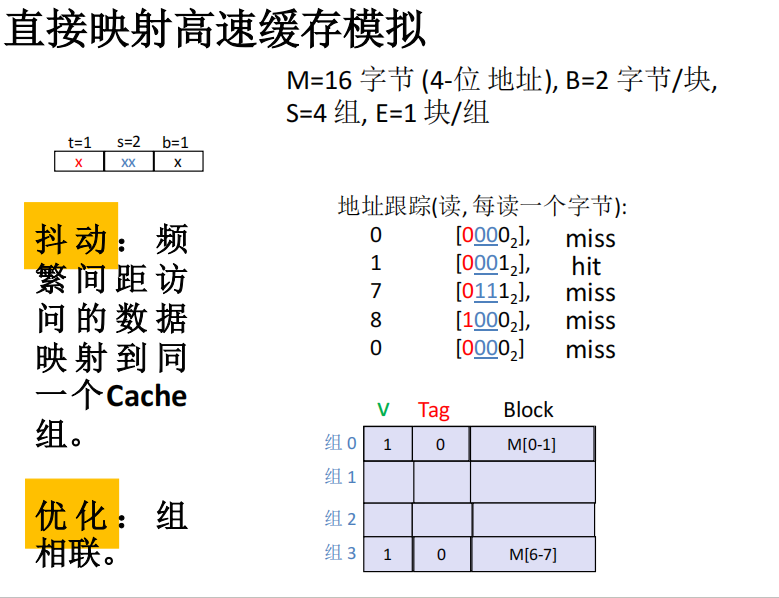 直接映射高速缓存模拟
M=16 字节 (4-位 地址), B=2 字节/块,
S=4 组, E=1 块/组
t=1 s=2 b=1
x xx x
抖动：频
繁间距访
问的数据
映射到同
一个Cache
组。
优化：组
相联。
地址跟踪(读, 每读一个字节):
0 [0000₂], miss
1 [0001₂], hit
7 [0111₂], miss
8 [1000₂], miss
0 [0000₂] miss
V Tag Block
组 0 1 0 M[0-1]
组 1
组 2
组 3 1 0 M[6-7]